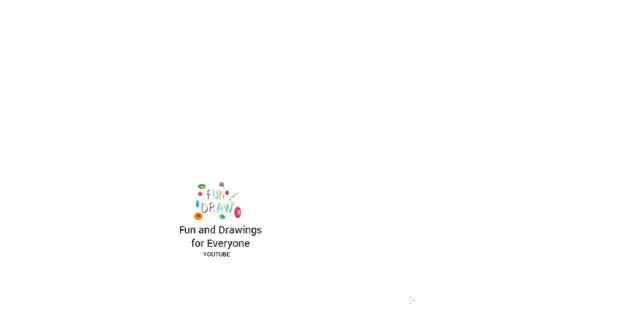 FUN
DRAW
Fun and Drawings
for Everyone
YOUTUBE